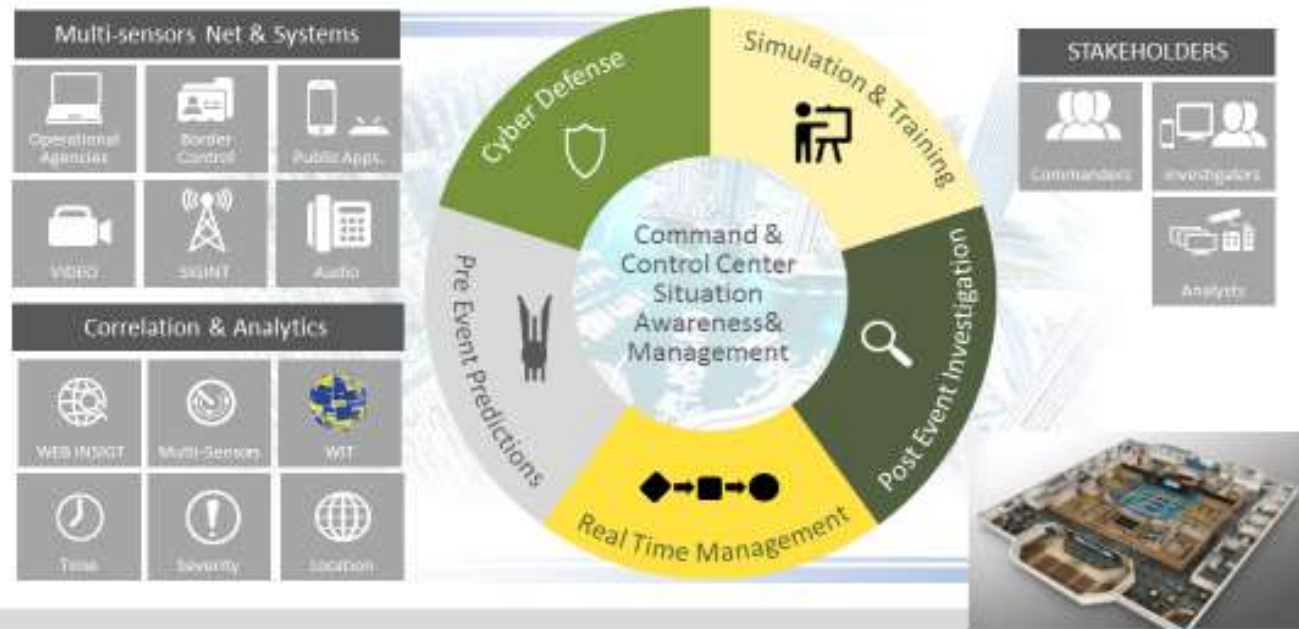 Multi-sensors Net & Systems
Operational
Agencies
Border
Control
Public Apps.
VIDEO
SIGINT
Audio
Correlation & Analytics
WEB INSIGT
Multi-Sensors
WIT
Time
Severity
Location
Cyber Defense
Simulation & Training
Pre Event Predictions
Post Event Investigation
Real Time Management
Command &
Control Center
Situation
Awareness&
Management
STAKEHOLDERS
Commanders
Investigators
Analysts